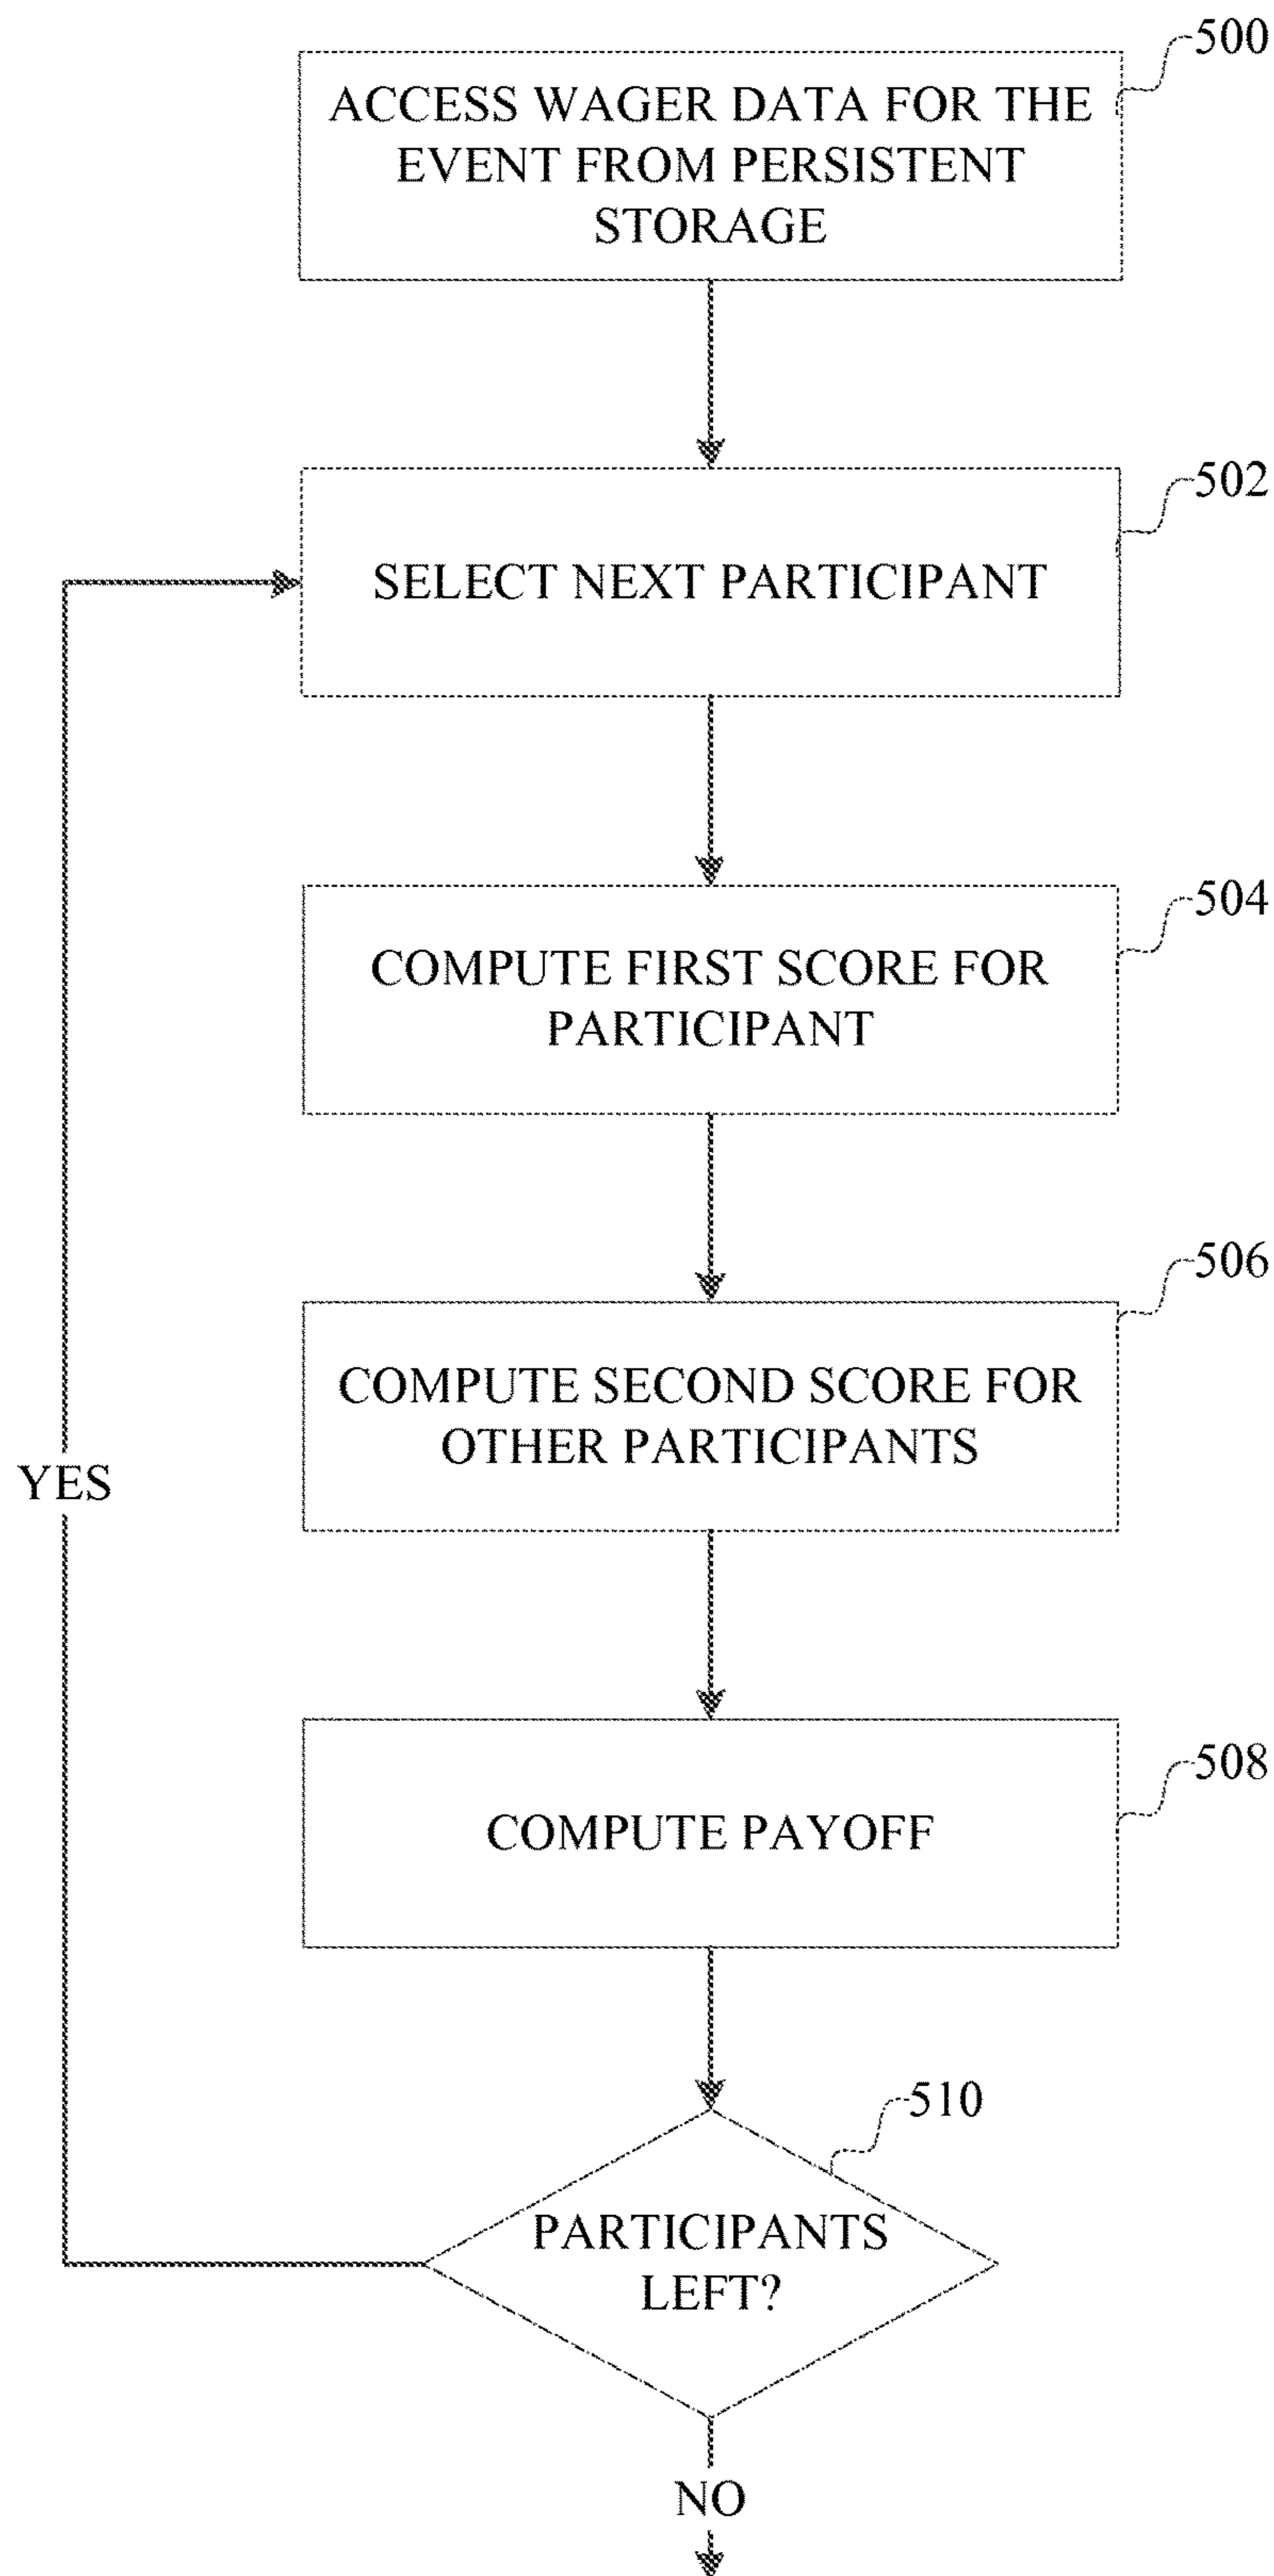 500
ACCESS WAGER DATA FOR THE
EVENT FROM PERSISTENT
STORAGE
502
SELECT NEXT PARTICIPANT
504
COMPUTE FIRST SCORE FOR
PARTICIPANT
506
COMPUTE SECOND SCORE FOR
OTHER PARTICIPANTS
YES
508
COMPUTE PAYOFF
510
PARTICIPANTS
LEFT?
NO